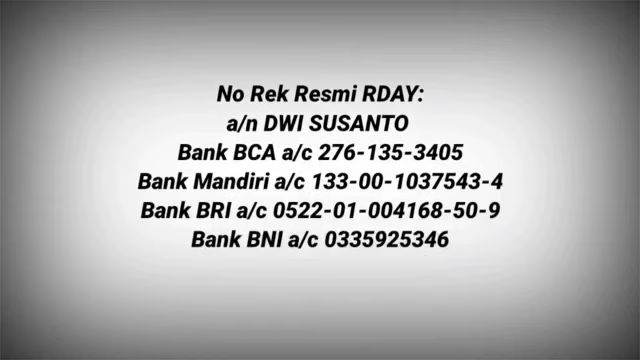 No Rek Resmi RDAY:
a/n DWI SUSANTO
Bank BCA a/c 276-135-3405
Bank Mandiri a/c 133-00-1037543-4
Bank BRI a/c 0522-01-004168-50-9
Bank BNI a/c 0335925346